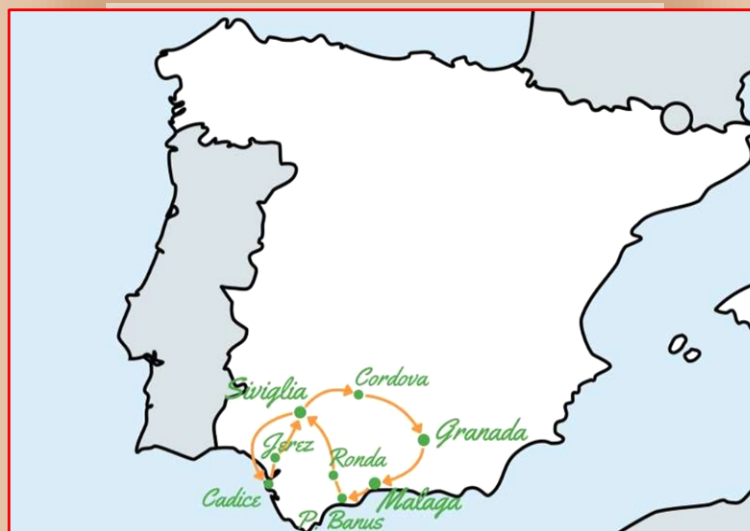 Cordova
Siviglia
Granada
Jerez
Ronda
Cadice
Malaga
P. Banus